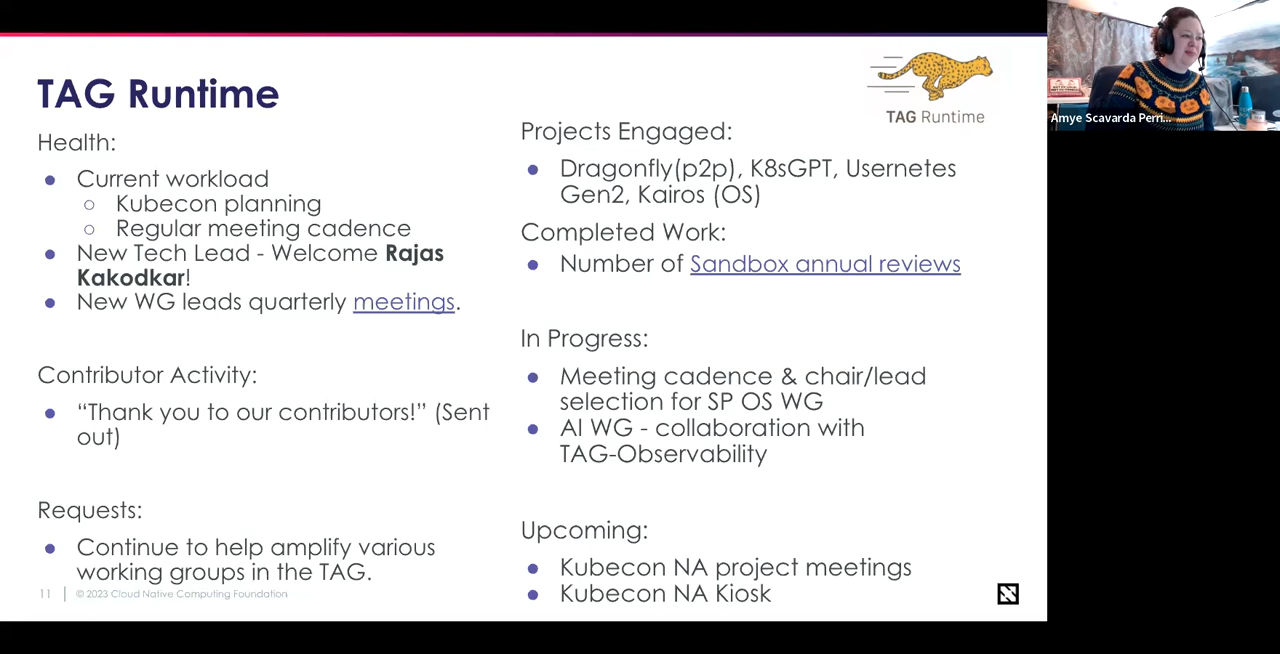 TAG Runtime
Health:
● Current workload
○ Kubecon planning
○ Regular meeting cadence
● New Tech Lead - Welcome Rajas
Kakodkar!
● New WG leads quarterly meetings.
Contributor Activity:
● “Thank you to our contributors!” (Sent
out)
Requests:
● Continue to help amplify various
working groups in the TAG.
TAG Runtime
Projects Engaged:
● Dragonfly(p2p), K8sGPT, Usernetes
Gen2, Kairos (OS)
Completed Work:
● Number of Sandbox annual reviews
In Progress:
● Meeting cadence & chair/lead
selection for SP OS WG
● AI WG - collaboration with
TAG-Observability
Upcoming:
● Kubecon NA project meetings
● Kubecon NA Kiosk
11 | © 2023 Cloud Native Computing Foundation
Amye Scavarda Perri...